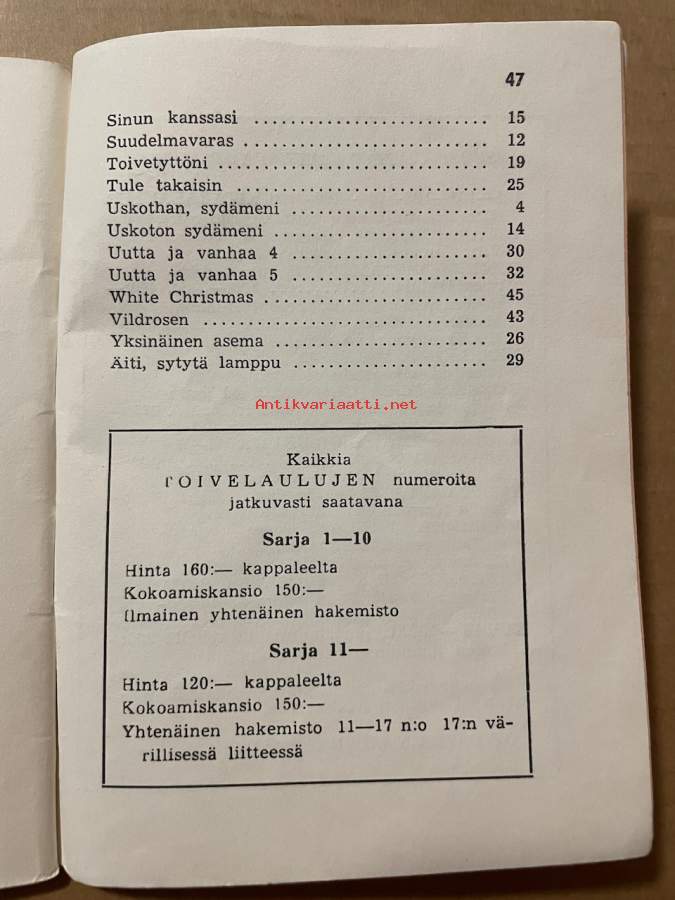 47
Sinun kanssasi ........................... 15
Suudelmavaras ............................ 12
Toivetyttöni ............................... 19
Tule takaisin ............................. 25
Uskothan, sydämeni ....................... 4
Uskoton sydämeni ......................... 14
Uutta ja vanhaa 4 ........................ 30
Uutta ja vanhaa 5 ........................ 32
White Christmas .......................... 45
Vildrosen ................................. 43
Yksinäinen asema ......................... 26
Äiti, sytytä lamppu ....................... 29
Antikvariaatti.net
Kaikkia
TOIVELAULUJEN numeroita
jatkuvasti saatavana
Sarja 1—10
Hinta 160:— kappaleelta
Kokoamiskansio 150:—
Ilmainen yhtenäinen hakemisto
Sarja 11—
Hinta 120:— kappaleelta
Kokoamiskansio 150:—
Yhtenäinen hakemisto 11—17 n:o 17:n vä-
rillisessä liitteessä